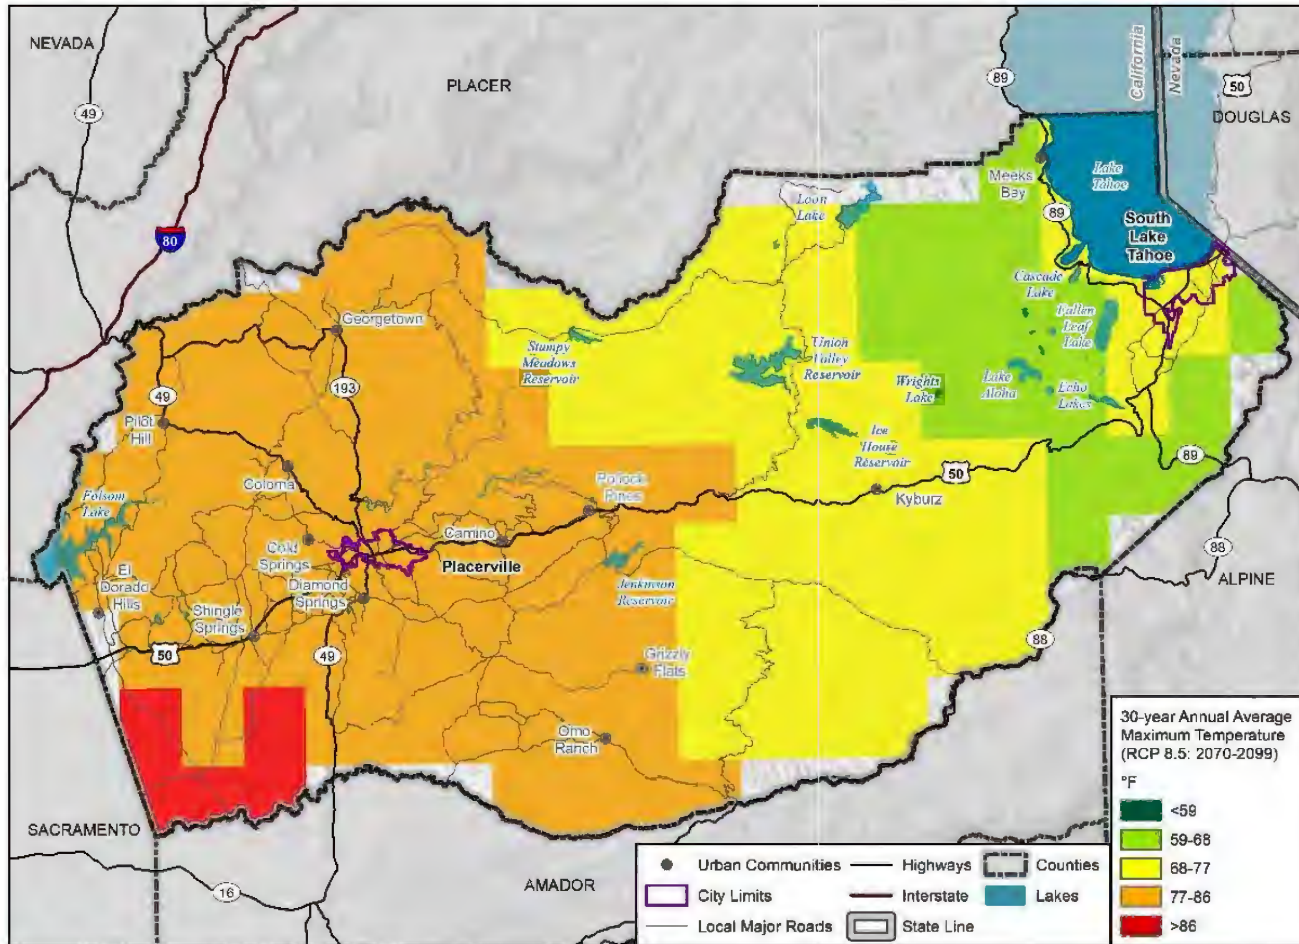 NEVADA
49
PLACER
89
California
Nevada
50
DOUGLAS
80
Meeks
Bay
Lake
Tahoe
89
South
Lake
Tahoe
Loon
Lake
Cascade
Lake
Fallen
Leaf
Lake
Georgetown
Stumpy
Meadows
Reservoir
Union
Valley
Reservoir
Wrights
Lake
Lake
Aloha
Echo
Lakes
193
49
Pilot
Hill
Ice
House
Reservoir
50
89
Coloma
Pollock
Pines
Kyburz
Folsom
Lake
Camino
Cold
Springs
Placerville
88
El
Dorado
Hills
Diamond
Springs
Jenkinson
Reservoir
ALPINE
Shingle
Springs
50
49
88
Grizzly
Flats
Omo
Ranch
SACRAMENTO
16
AMADOR
30-year Annual Average
Maximum Temperature
(RCP 8.5: 2070-2099)
°F
<59
59-68
68-77
77-86
>86
Urban Communities
Highways
Counties
City Limits
Interstate
Lakes
Local Major Roads
State Line